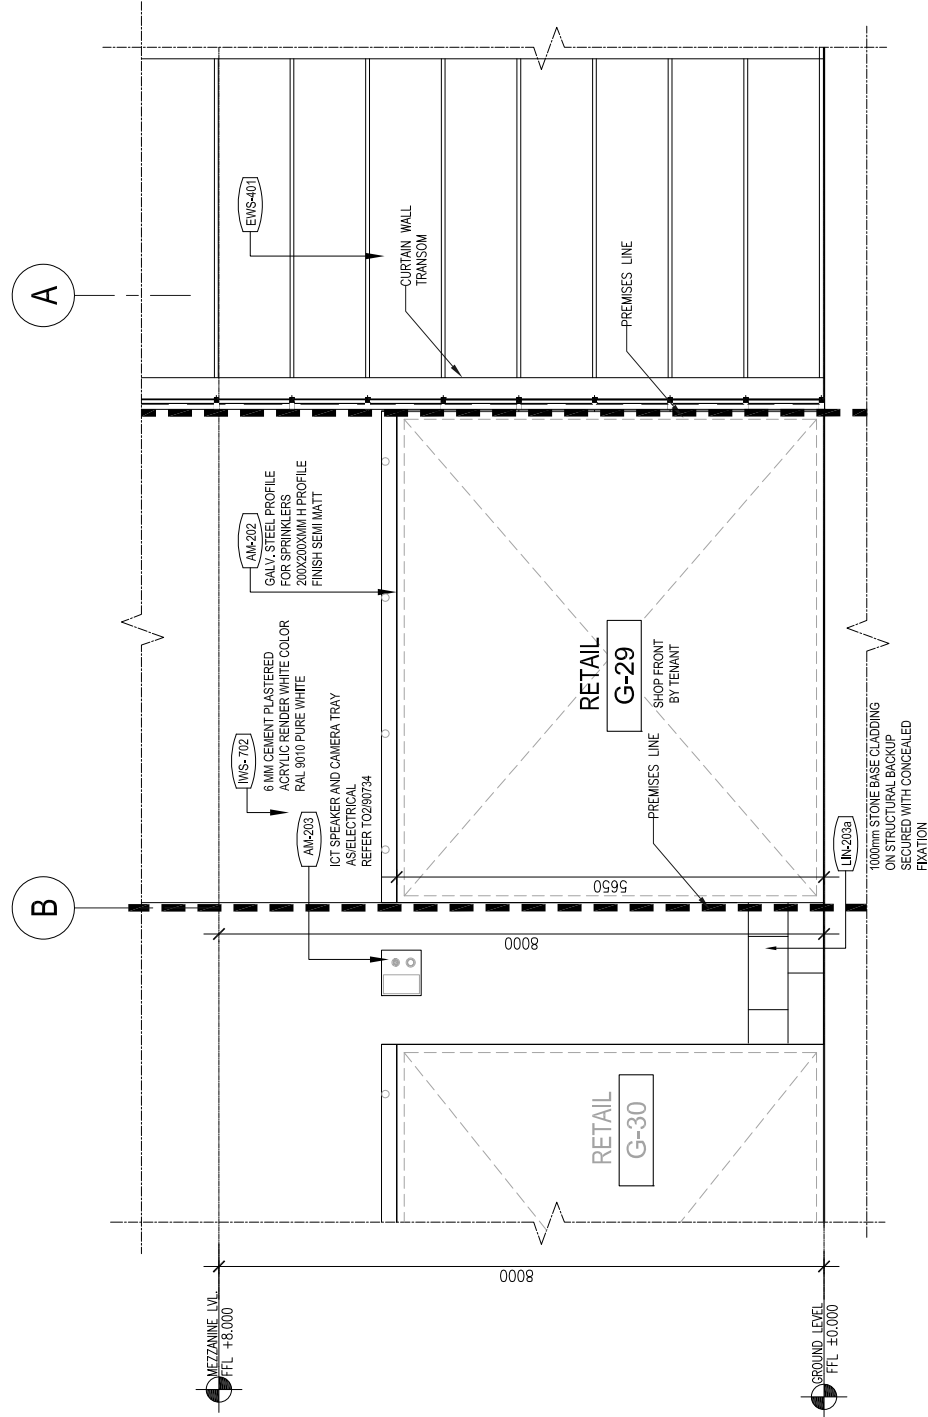 A
B
EWS-401
CURTAIN WALL
TRANSOM
PREMISES LINE
AM-202
GALV. STEEL PROFILE
FOR SPRINKLERS
200X200XMM H PROFILE
FINISH SEMI MATT
IWS-702
6 MM CEMENT PLASTERED
ACRYLIC RENDER WHITE COLOR
RAL 9010 PURE WHITE
AM-203
ICT SPEAKER AND CAMERA TRAY
AS/ELECTRICAL
REFER TO2/90734
RETAIL
G-29
SHOP FRONT
BY TENANT
PREMISES LINE
5650
8000
LIN-203a
1000mm STONE BASE CLADDING
ON STRUCTURAL BACKUP
SECURED WITH CONCEALED
FIXATION
RETAIL
G-30
8000
MEZZANINE LVL.
FFL +8.000
GROUND LEVEL
FFL ±0.000